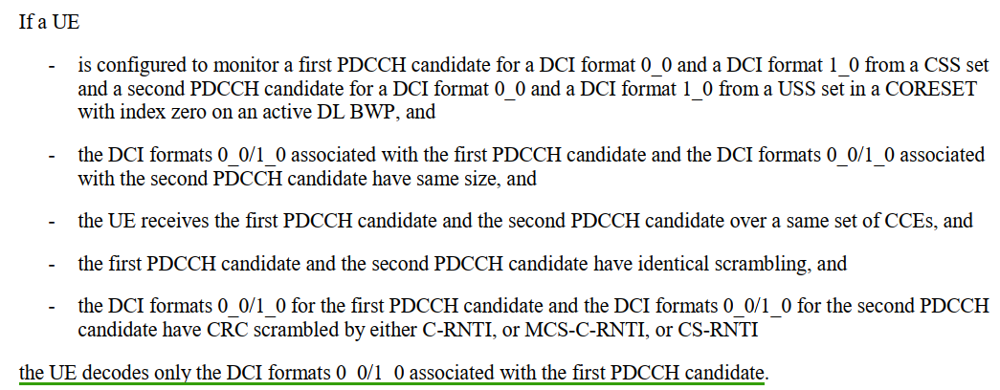 If a UE
- is configured to monitor a first PDCCH candidate for a DCI format 0_0 and a DCI format 1_0 from a CSS set
and a second PDCCH candidate for a DCI format 0_0 and a DCI format 1_0 from a USS set in a CORESET
with index zero on an active DL BWP, and
- the DCI formats 0_0/1_0 associated with the first PDCCH candidate and the DCI formats 0_0/1_0 associated
with the second PDCCH candidate have same size, and
- the UE receives the first PDCCH candidate and the second PDCCH candidate over a same set of CCEs, and
- the first PDCCH candidate and the second PDCCH candidate have identical scrambling, and
- the DCI formats 0_0/1_0 for the first PDCCH candidate and the DCI formats 0_0/1_0 for the second PDCCH
candidate have CRC scrambled by either C-RNTI, or MCS-C-RNTI, or CS-RNTI
the UE decodes only the DCI formats 0_0/1_0 associated with the first PDCCH candidate.